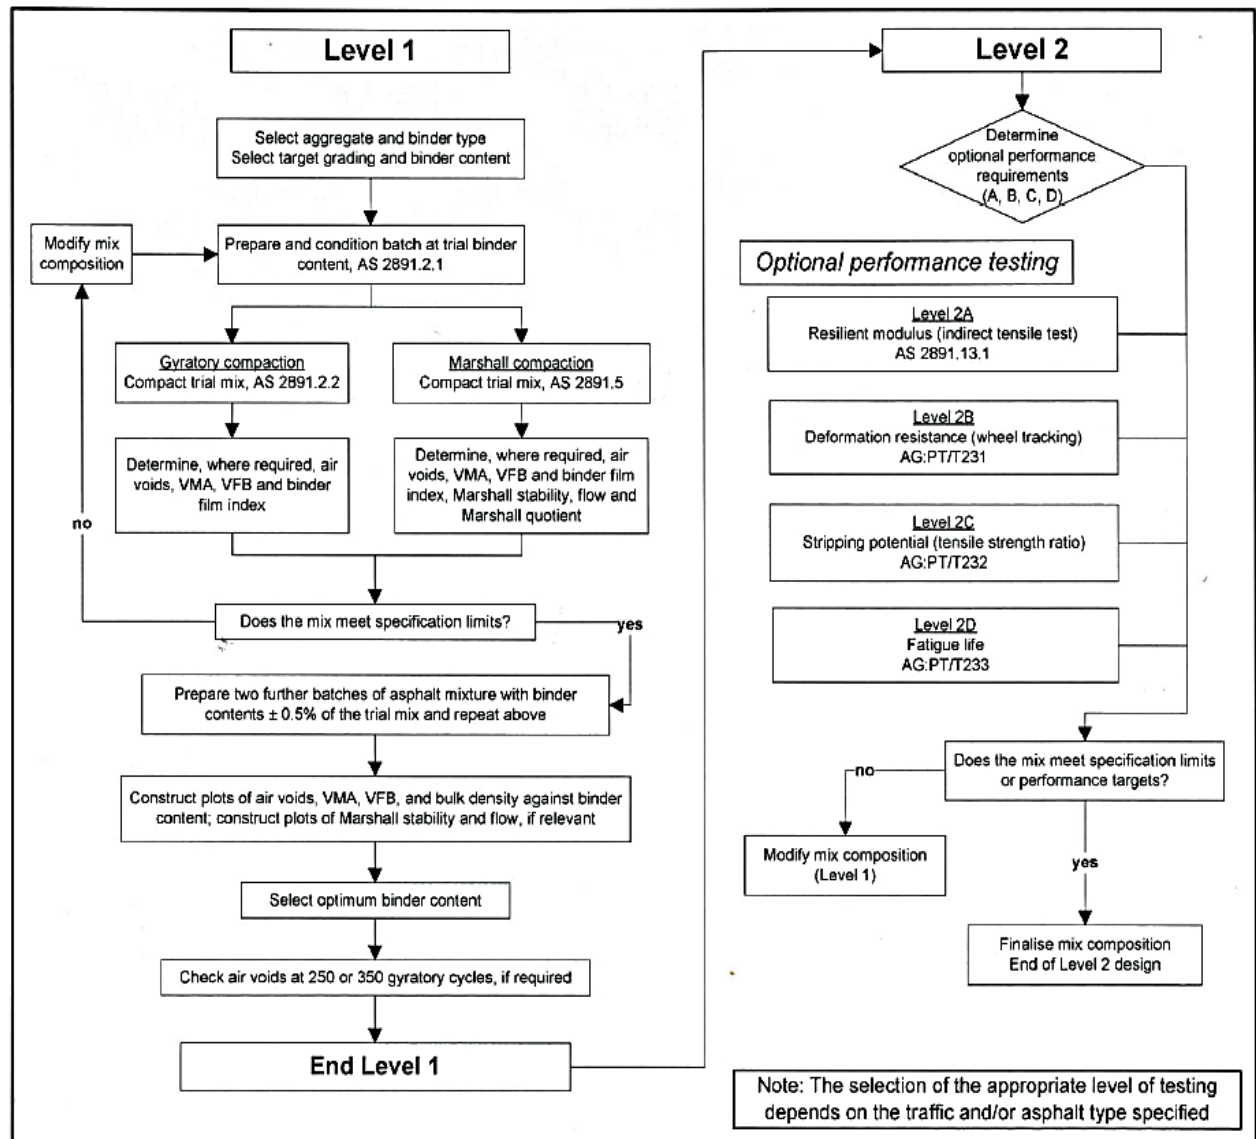 Level 1
Select aggregate and binder type
Select target grading and binder content
Modify mix
composition
Prepare and condition batch at trial binder
content, AS 2891.2.1
Gyratory compaction
Compact trial mix, AS 2891.2.2
Marshall compaction
Compact trial mix, AS 2891.5
Determine, where required, air
voids, VMA, VFB and binder
film index
Determine, where required, air
voids, VMA, VFB and binder film
index, Marshall stability, flow and
Marshall quotient
no
Does the mix meet specification limits?
yes
Prepare two further batches of asphalt mixture with binder
contents ± 0.5% of the trial mix and repeat above
Construct plots of air voids, VMA, VFB, and bulk density against binder
content; construct plots of Marshall stability and flow, if relevant
Select optimum binder content
Check air voids at 250 or 350 gyratory cycles, if required
End Level 1
Level 2
Determine
optional performance
requirements
(A, B, C, D)
Optional performance testing
Level 2A
Resilient modulus (indirect tensile test)
AS 2891.13.1
Level 2B
Deformation resistance (wheel tracking)
AG:PT/T231
Level 2C
Stripping potential (tensile strength ratio)
AG:PT/T232
Level 2D
Fatigue life
AG:PT/T233
Does the mix meet specification limits
or performance targets?
no
Modify mix composition
(Level 1)
yes
Finalise mix composition
End of Level 2 design
Note: The selection of the appropriate level of testing
depends on the traffic and/or asphalt type specified